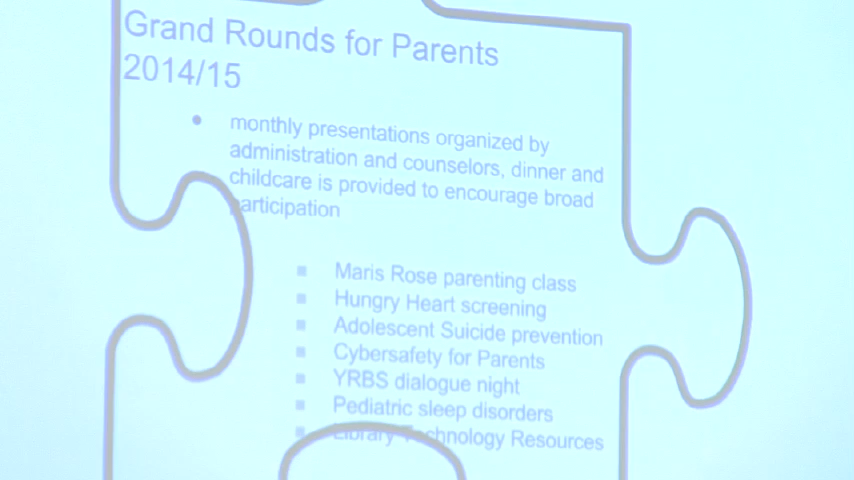 Grand Rounds for Parents
2014/15
• monthly presentations organized by
administration and counselors, dinner and
childcare is provided to encourage broad
participation
▪ Maris Rose parenting class
▪ Hungry Heart screening
▪ Adolescent Suicide prevention
▪ Cybersafety for Parents
▪ YRBS dialogue night
▪ Pediatric sleep disorders
▪ Library Technology Resources